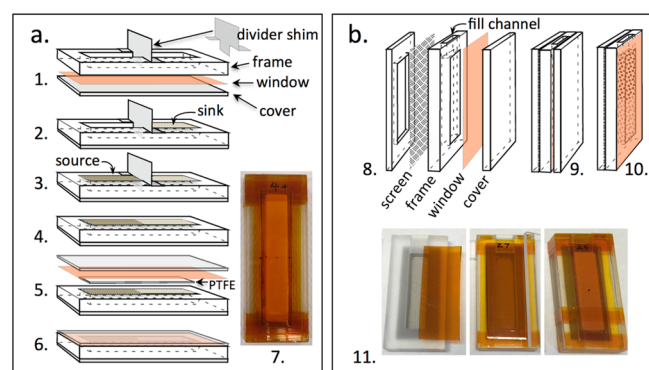 a.
divider shim
frame
1.
window
cover
2.
sink
source
3.
4.
PTFE
5.
6.
7.
b.
fill channel
8.
screen
frame
window
cover
9.
10.
11.
27